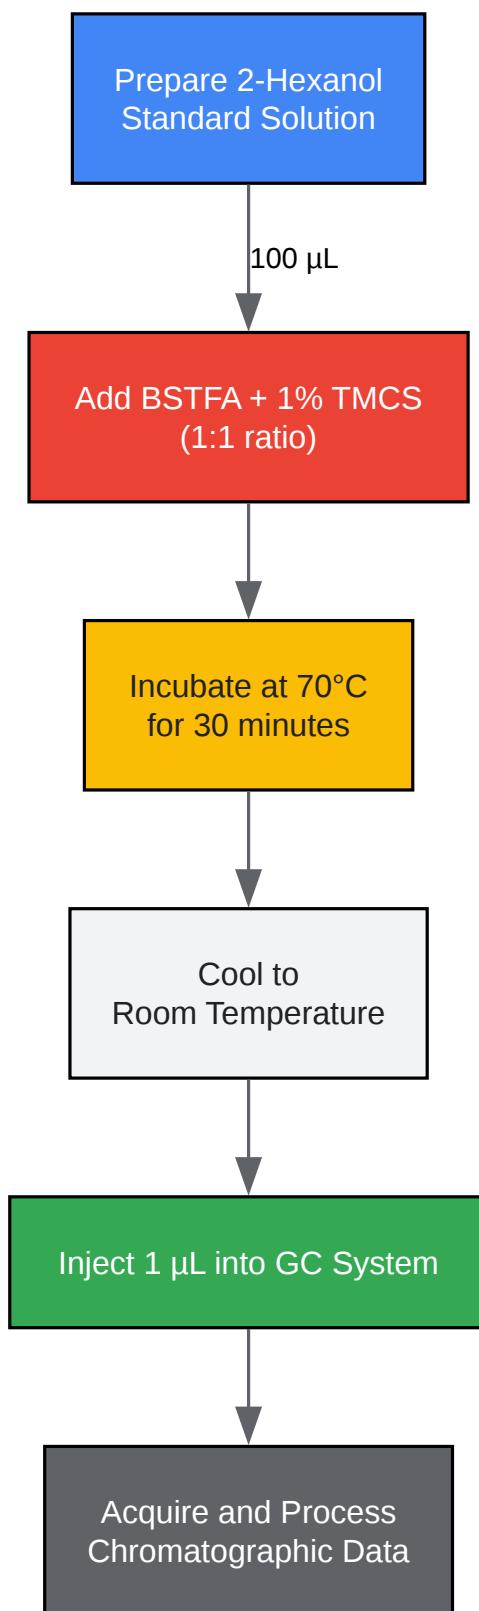 Prepare 2-Hexanol
Standard Solution
100 µL
Add BSTFA + 1% TMCS
(1:1 ratio)
Incubate at 70°C
for 30 minutes
Cool to
Room Temperature
Inject 1 µL into GC System
Acquire and Process
Chromatographic Data